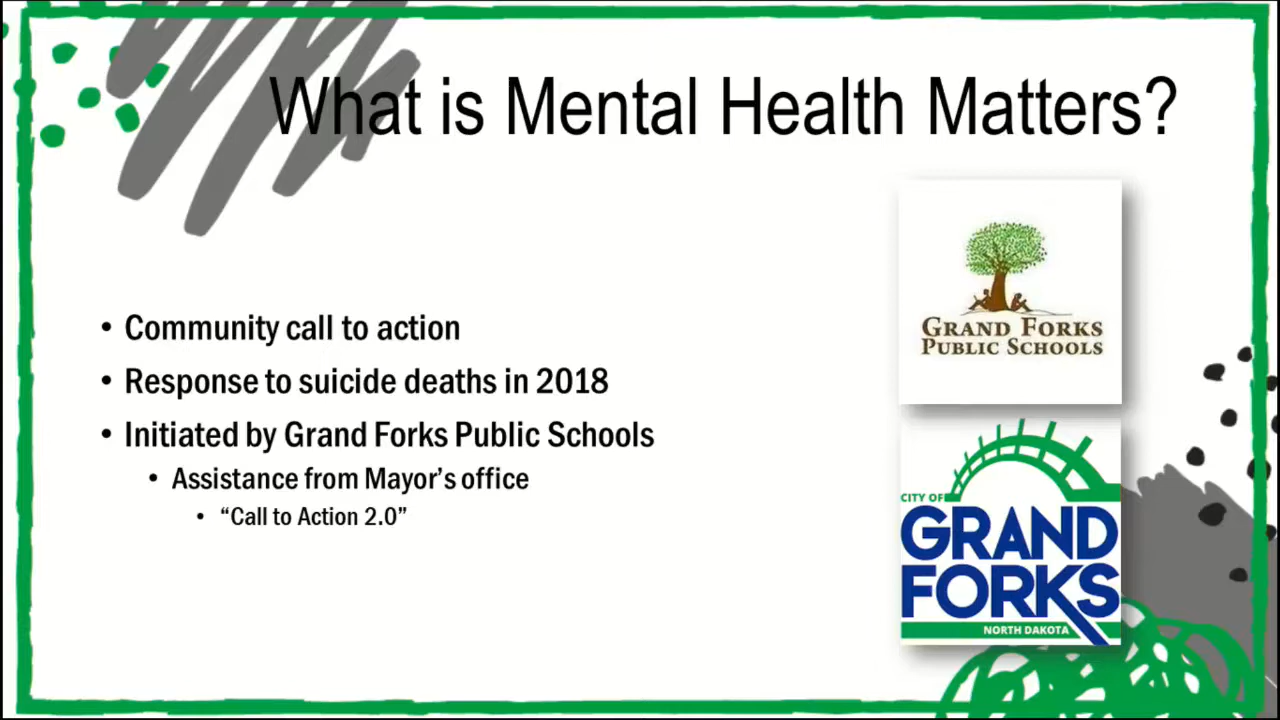 What is Mental Health Matters?
• Community call to action
• Response to suicide deaths in 2018
• Initiated by Grand Forks Public Schools
• Assistance from Mayor’s office
• “Call to Action 2.0”
GRAND FORKS
PUBLIC SCHOOLS
CITY OF
GRAND
FORKS
NORTH DAKOTA